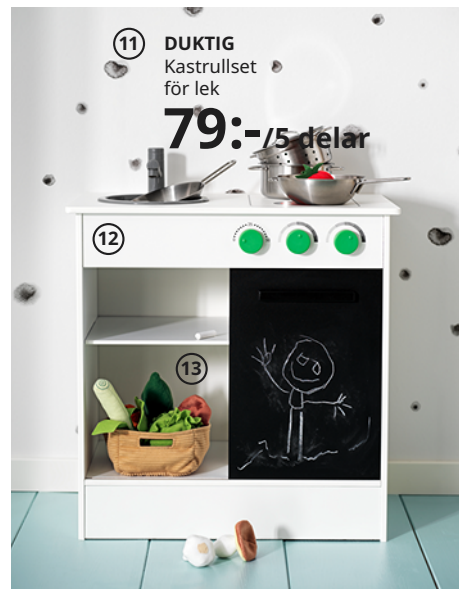 11 DUKTIG
Kastrullset
för lek
79:-/5 delar
12
13